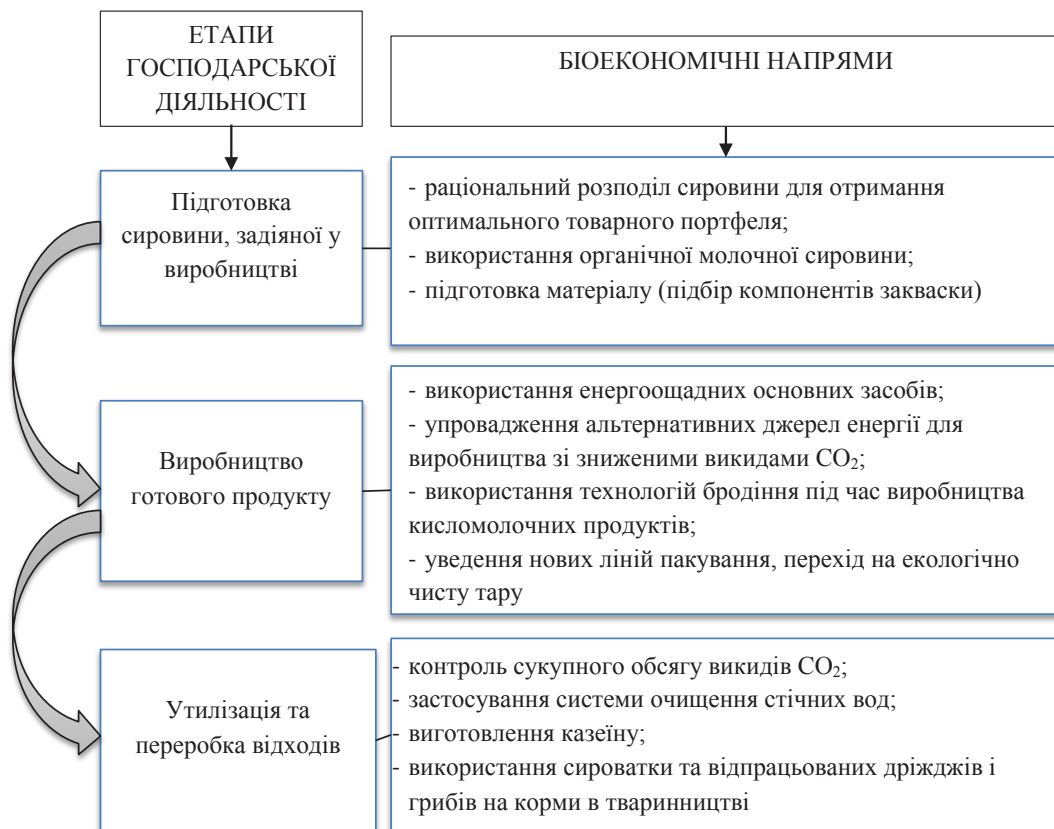 ЕТАПИ
ГОСПОДАРСЬКОЇ
ДІЯЛЬНОСТІ
БІОЕКОНОМІЧНІ НАПРЯМИ
Підготовка
сировини, задіяної у
виробництві
- раціональний розподіл сировини для отримання
оптимального товарного портфеля;
- використання органічної молочної сировини;
- підготовка матеріалу (підбір компонентів закваски)
Виробництво
готового продукту
- використання енергоощадних основних засобів;
- упровадження альтернативних джерел енергії для
виробництва зі зниженими викидами CO₂;
- використання технологій бродіння під час виробництва
кисломолочних продуктів;
- уведення нових ліній пакування, перехід на екологічно
чисту тару
Утилізація та
переробка відходів
- контроль сукупного обсягу викидів CO₂;
- застосування системи очищення стічних вод;
- виготовлення казеїну;
- використання сироватки та відпрацьованих дріжджів і
грибів на корми в тваринництві